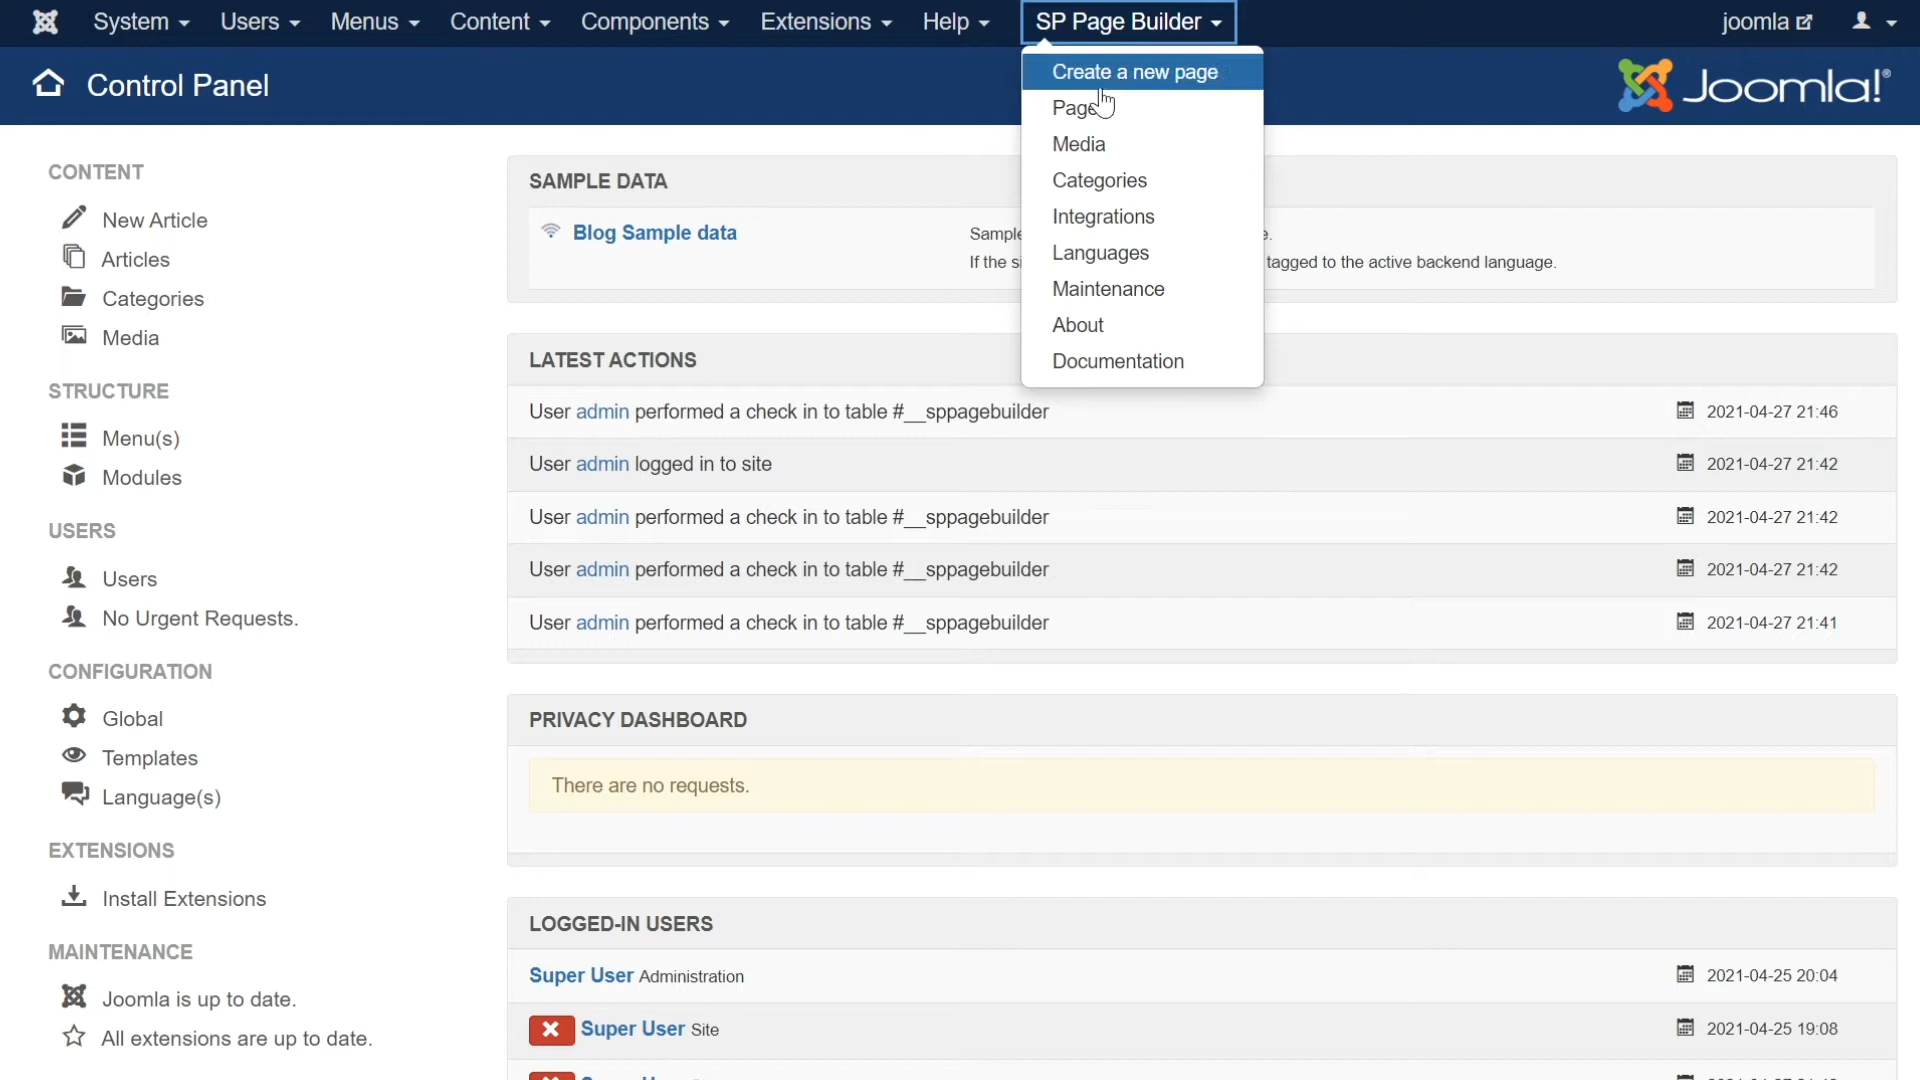 System Users Menus Content Components Extensions Help SP Page Builder joomla
Control Panel
Joomla!®
Create a new page
Page
Media
Categories
Integrations
Languages
Maintenance
About
Documentation
CONTENT
New Article
Articles
Categories
Media
STRUCTURE
Menu(s)
Modules
USERS
Users
No Urgent Requests.
CONFIGURATION
Global
Templates
Language(s)
EXTENSIONS
Install Extensions
MAINTENANCE
Joomla is up to date.
All extensions are up to date.
SAMPLE DATA
Blog Sample data
Sample
If the tagged to the active backend language.
LATEST ACTIONS
User admin performed a check in to table #__sppagebuilder 2021-04-27 21:46
User admin logged in to site 2021-04-27 21:42
User admin performed a check in to table #__sppagebuilder 2021-04-27 21:42
User admin performed a check in to table #__sppagebuilder 2021-04-27 21:42
User admin performed a check in to table #__sppagebuilder 2021-04-27 21:41
PRIVACY DASHBOARD
There are no requests.
LOGGED-IN USERS
Super User Administration 2021-04-25 20:04
Super User Site 2021-04-25 19:08